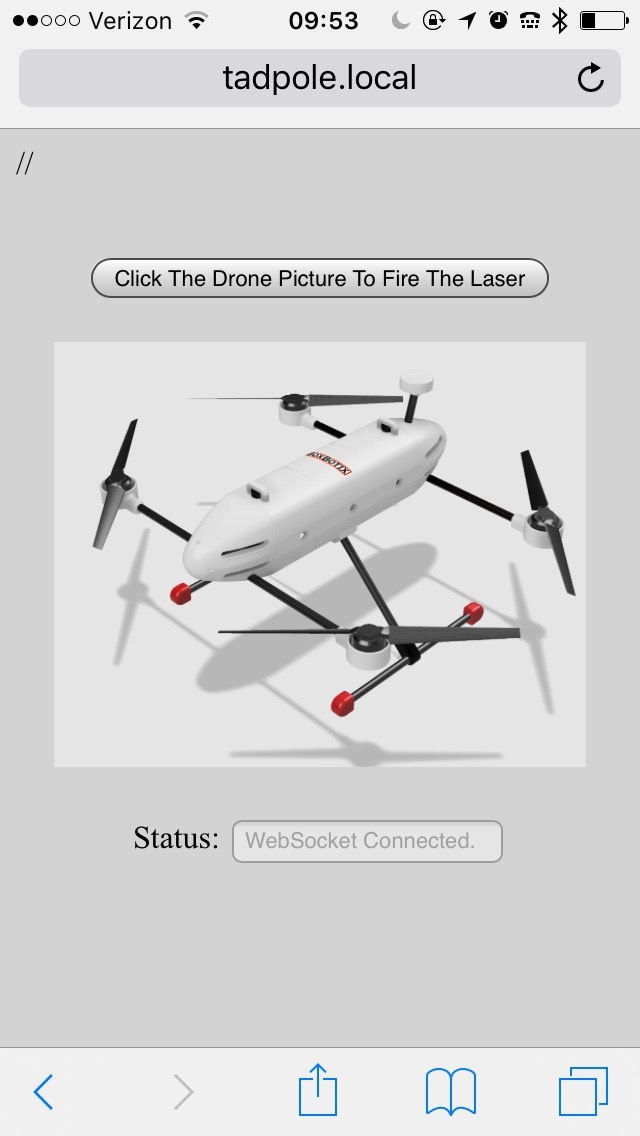 Verizon 09:53
tadpole.local
//
Click The Drone Picture To Fire The Laser
Status: WebSocket Connected.